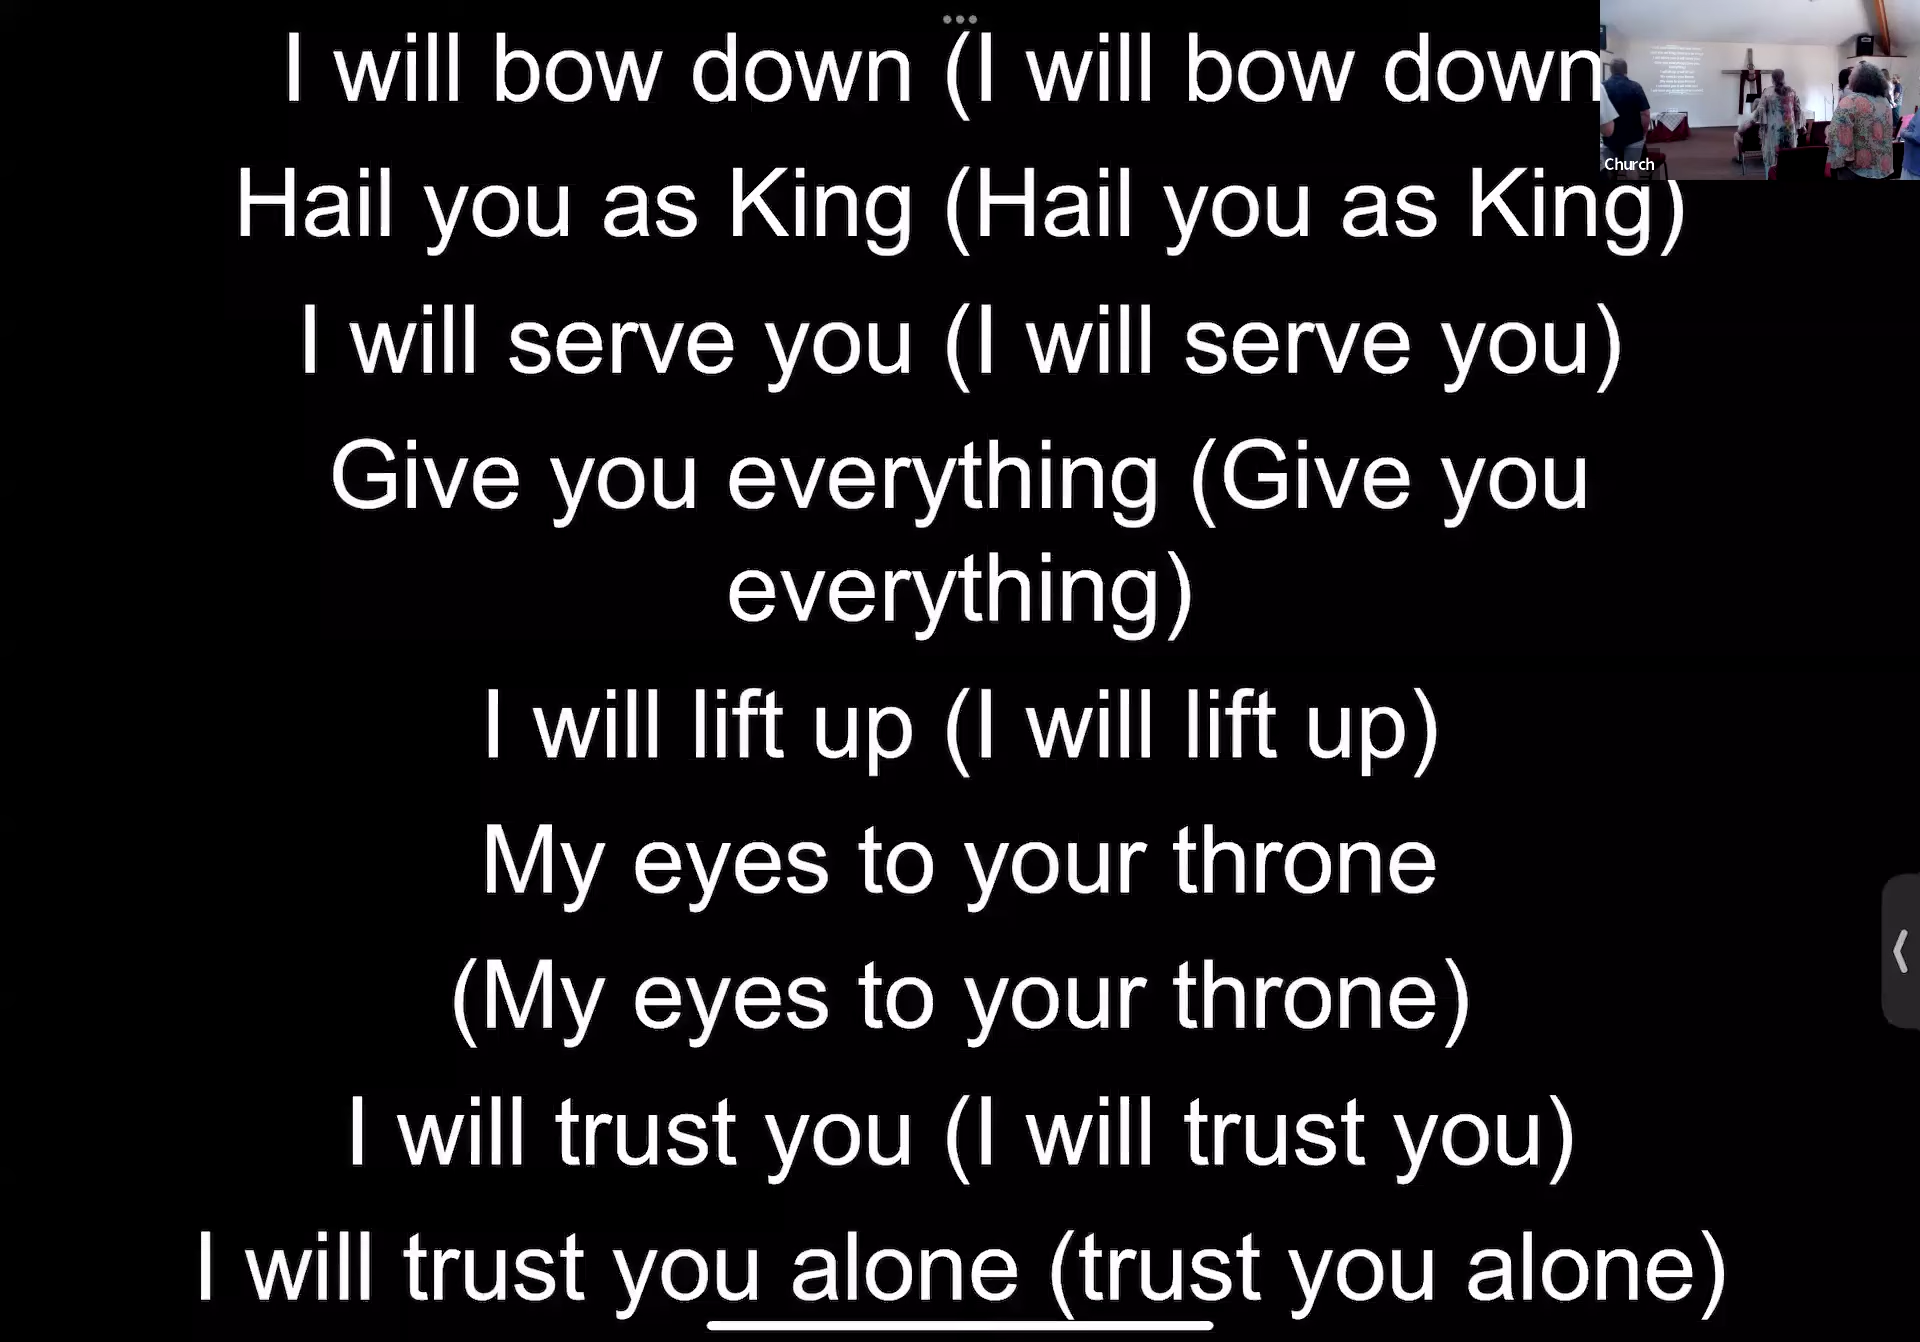 I will bow down (I will bow down
Church
Hail you as King (Hail you as King)
I will serve you (I will serve you)
Give you everything (Give you
everything)
I will lift up (I will lift up)
My eyes to your throne
(My eyes to your throne)
I will trust you (I will trust you)
I will trust you alone (trust you alone)